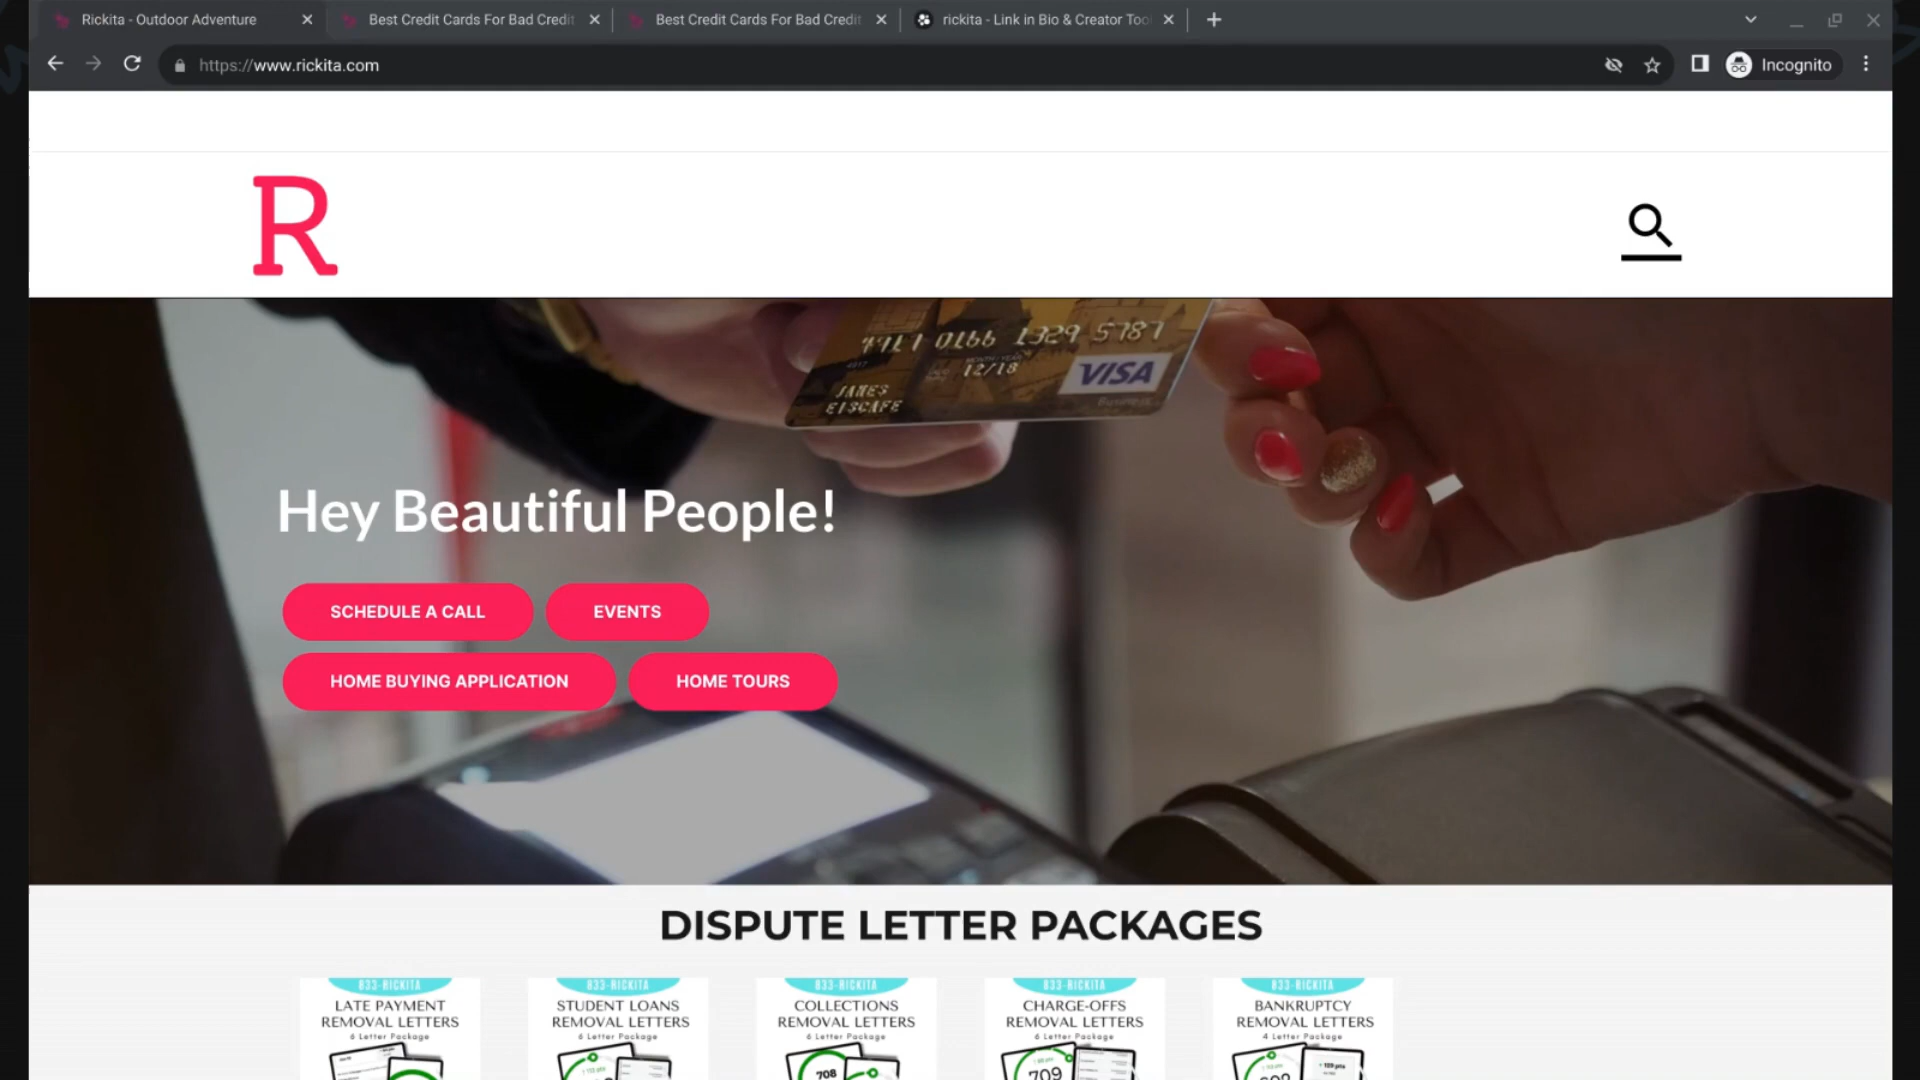 Rickita - Outdoor Adventure
Best Credit Cards For Bad Credit
Best Credit Cards For Bad Credit
rickita - Link in Bio & Creator Too
https://www.rickita.com
Incognito
R
0166 1329 5787
12/18
VISA
JAMES
Business
Hey Beautiful People!
SCHEDULE A CALL
EVENTS
HOME BUYING APPLICATION
HOME TOURS
DISPUTE LETTER PACKAGES
833-RICKITA
LATE PAYMENT
REMOVAL LETTERS
6 Letter Package
833-RICKITA
STUDENT LOANS
REMOVAL LETTERS
6 Letter Package
833-RICKITA
COLLECTIONS
REMOVAL LETTERS
6 Letter Package
708
833-RICKITA
CHARGE-OFFS
REMOVAL LETTERS
6 Letter Package
709
833-RICKITA
BANKRUPTCY
REMOVAL LETTERS
4 Letter Package